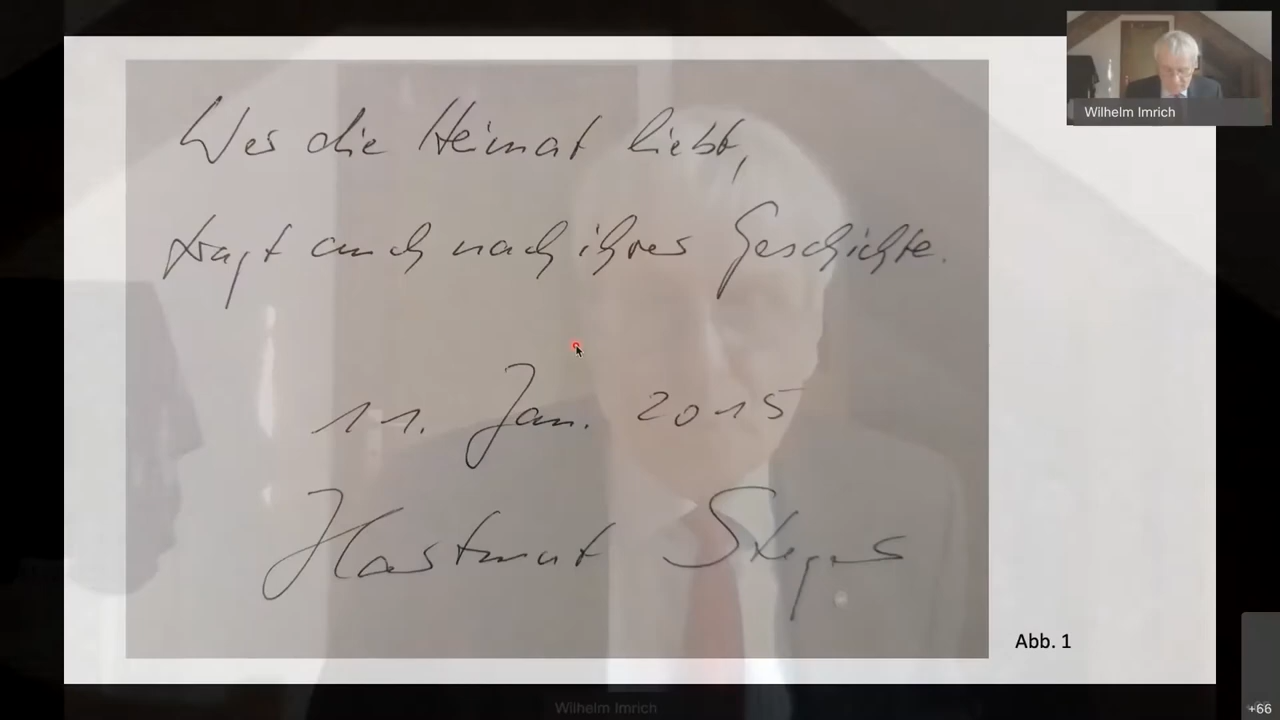 Wilhelm Imrich
Wer die Heimat liebt,
fragt auch nach ihrer Geschichte.
11. Jan. 2015
Hartmut Stegers
Abb. 1
Wilhelm Imrich
+66